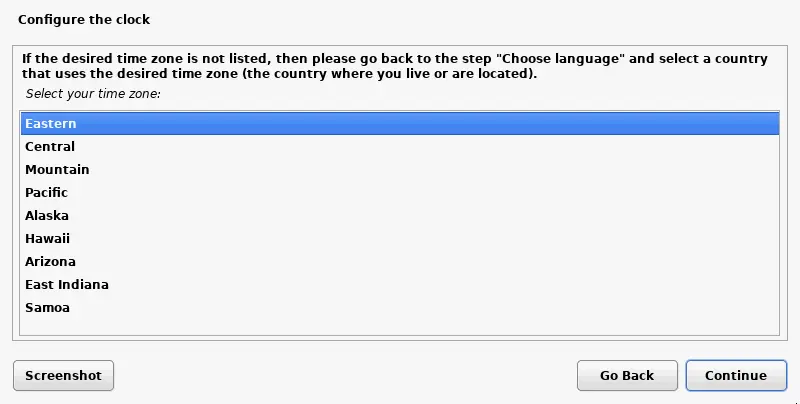 Configure the clock
If the desired time zone is not listed, then please go back to the step "Choose language" and select a country
that uses the desired time zone (the country where you live or are located).
Select your time zone:
Eastern
Central
Mountain
Pacific
Alaska
Hawaii
Arizona
East Indiana
Samoa
Screenshot
Go Back
Continue